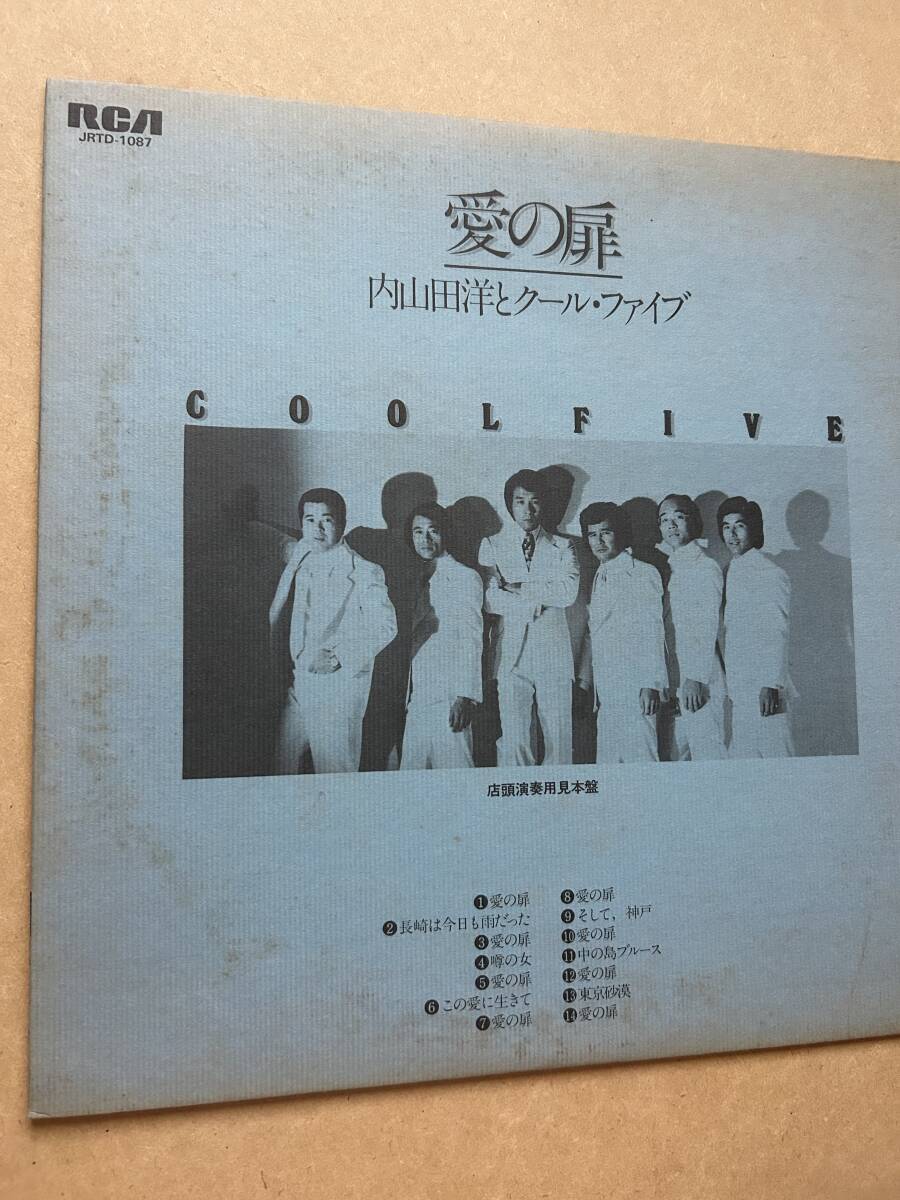 RCA
JRTD-1087
愛の扉
内山田洋とクール・ファイブ
COOL FIVE
店頭演奏用見本盤
❶愛の扉
❷長崎は今日も雨だった
❸愛の扉
❹噂の女
❺愛の扉
❻この愛に生きて
❼愛の扉
❽愛の扉
❾そして，神戸
❿愛の扉
⓫中の島ブルース
⓬愛の扉
⓭東京砂漠
⓮愛の扉